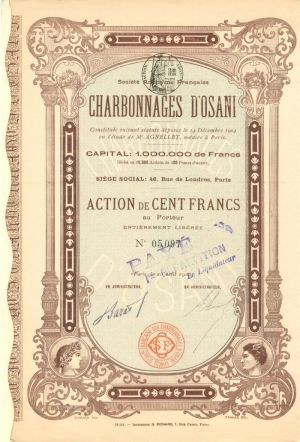 Société Anonyme Française
CHARBONNAGES D'OSANI
Constituée suivant statuts déposés le 14 Décembre 1904
en l'étude de Me AGNELLET, notaire à Paris.
CAPITAL: 1.000.000 de Francs
Divisé en 10.000 Actions de 100 Francs chacune.
SIÈGE SOCIAL: 46, Rue de Londres, Paris
ACTION DE CENT FRANCS
au Porteur
ENTIÈREMENT LIBÉRÉE
No 05,097
Le Liquidateur
Paris, le
UN ADMINISTRATEUR, UN ADMINISTRATEUR,